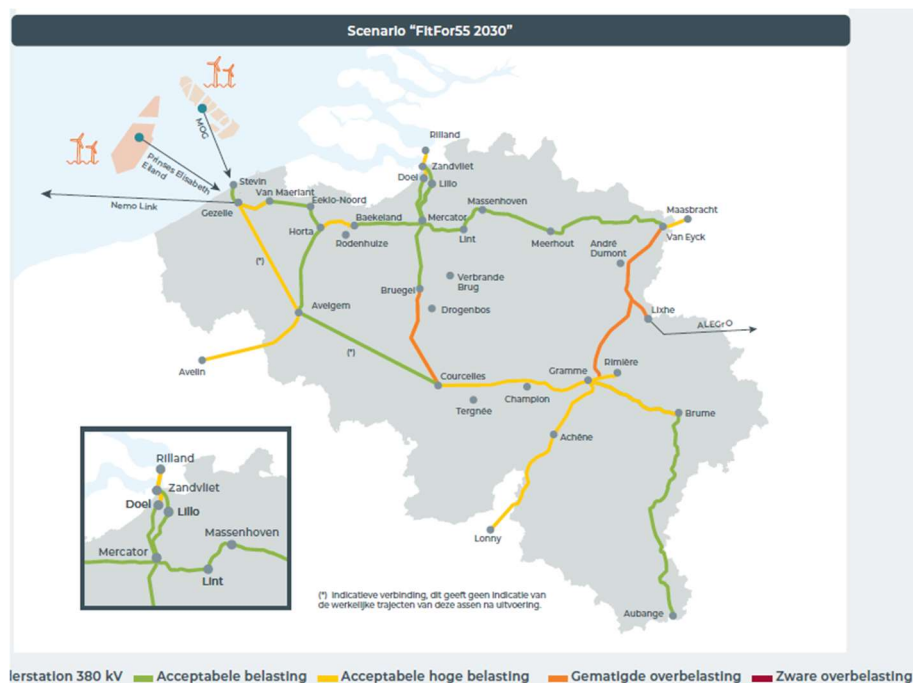 Scenario “FitFor55 2030”
MOG
Prinses Elisabeth
Eiland
Nemo Link
Stevin
Gezelle
Van Maerlant
Eeklo-Noord
Horta
Rodenhuize
Baekeland
Rilland
Zandvliet
Doel
Lillo
Mercator
Massenhoven
Lint
Meerhout
Maasbracht
Van Eyck
André
Dumont
Verbrande
Brug
Bruegel
Drogenbos
(*)
Avelgem
(*)
Avelin
Lixhe
ALEGrO
Courcelles
Tergnée
Champion
Gramme
Rimière
Achêne
Brume
Lonny
Aubange
Rilland
Zandvliet
Doel
Lillo
Mercator
Massenhoven
Lint
(*) Indicatieve verbinding, dit geeft geen indicatie van
de werkelijke trajecten van deze assen na uitvoering.
lerstation 380 kV Acceptabele belasting Acceptabele hoge belasting Gematigde overbelasting Zware overbelasting